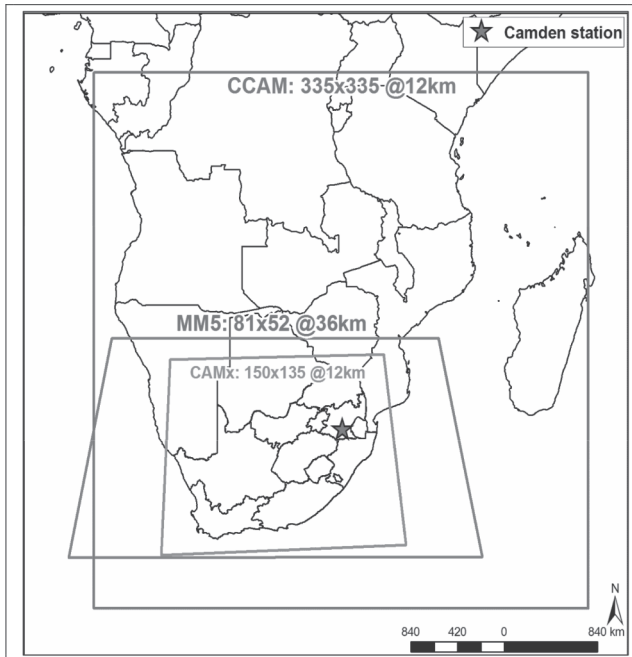 Camden station
CCAM: 335x335 @12km
MM5: 81x52 @36km
CAMx: 150x135 @12km
N
840 420 0 840 km